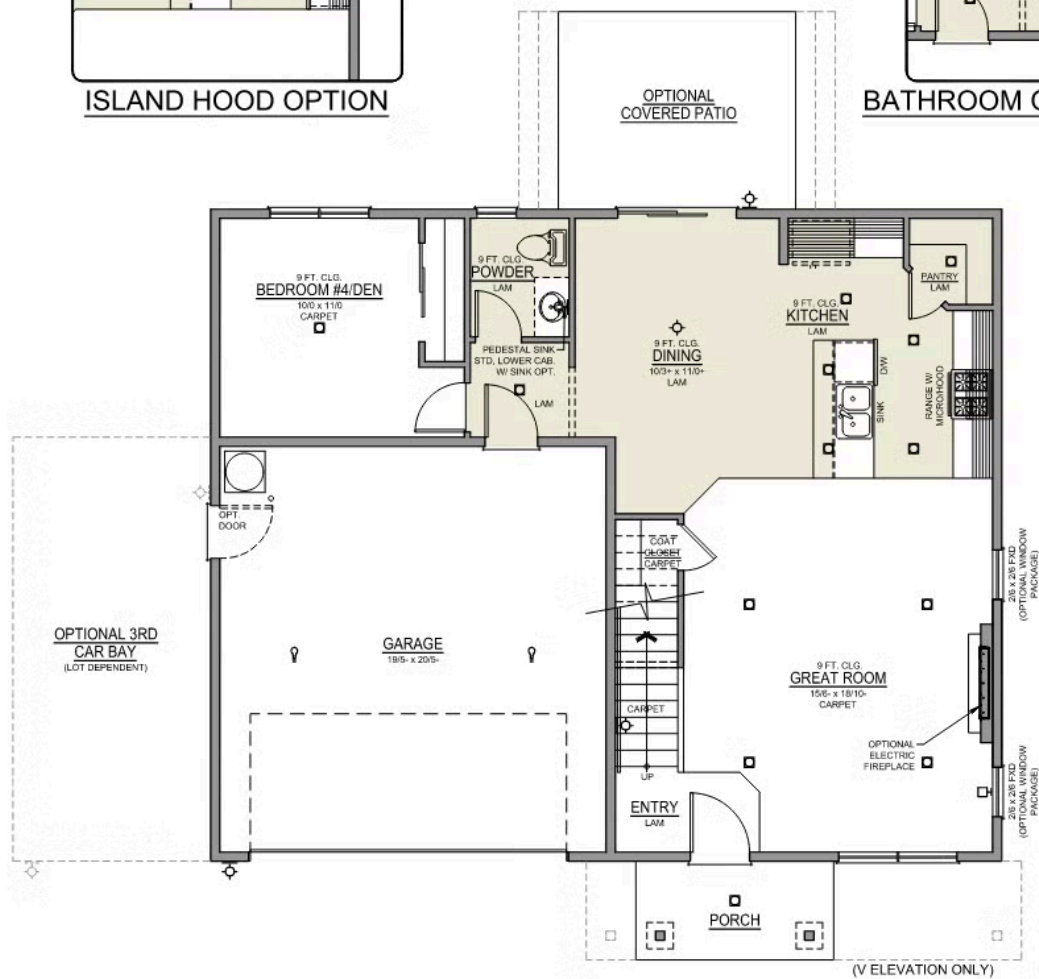 ISLAND HOOD OPTION
OPTIONAL
COVERED PATIO
BATHROOM
9 FT. CLG.
BEDROOM #4/DEN
10/0 x 11/0
CARPET
9 FT. CLG.
POWDER
LAM
PEDESTAL SINK
STD, LOWER CAB.
W/ SINK OPT.
LAM
9 FT. CLG.
DINING
10/3+ x 11/0+
LAM
9 FT. CLG.
KITCHEN
LAM
PANTRY
LAM
D/W
SINK
RANGE W/
MICRO/HOOD
OPT.
DOOR
COAT
CLOSET
CARPET
2/6 x 2/6 FXD
(OPTIONAL WINDOW
PACKAGE)
OPTIONAL 3RD
CAR BAY
(LOT DEPENDENT)
GARAGE
19/5- x 20/5-
9 FT. CLG.
GREAT ROOM
15/6- x 18/10-
CARPET
CARPET
OPTIONAL
ELECTRIC
FIREPLACE
UP
ENTRY
LAM
2/6 x 2/6 FXD
(OPTIONAL WINDOW
PACKAGE)
PORCH
(V ELEVATION ONLY)